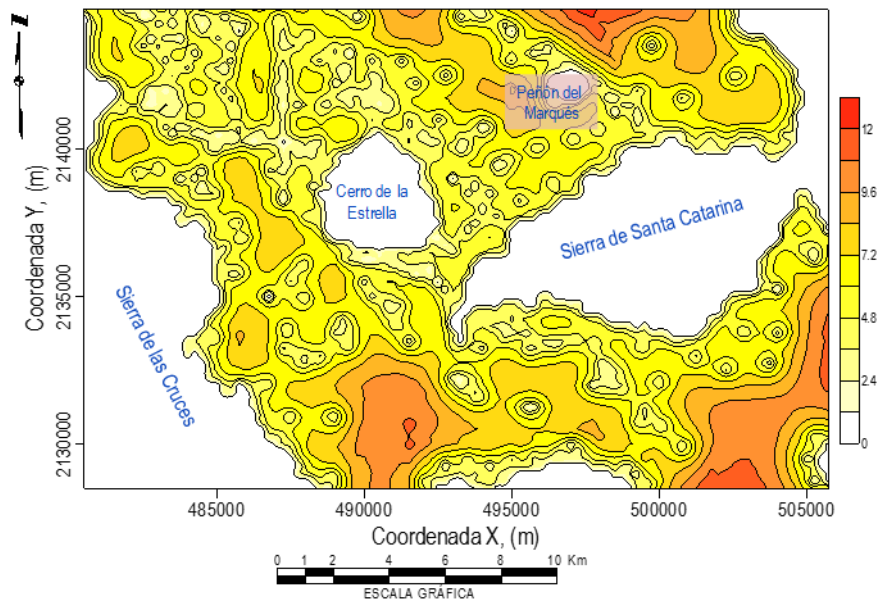 Z
Coordenada Y, (m)
2140000
2135000
2130000
Peñón del
Marqués
Cerro de la
Estrella
Sierra de Santa Catarina
Sierra de las Cruces
12
9.6
7.2
4.8
2.4
0
485000 490000 495000 500000 505000
Coordenada X, (m)
0 1 2 4 6 8 10 Km
ESCALA GRÁFICA